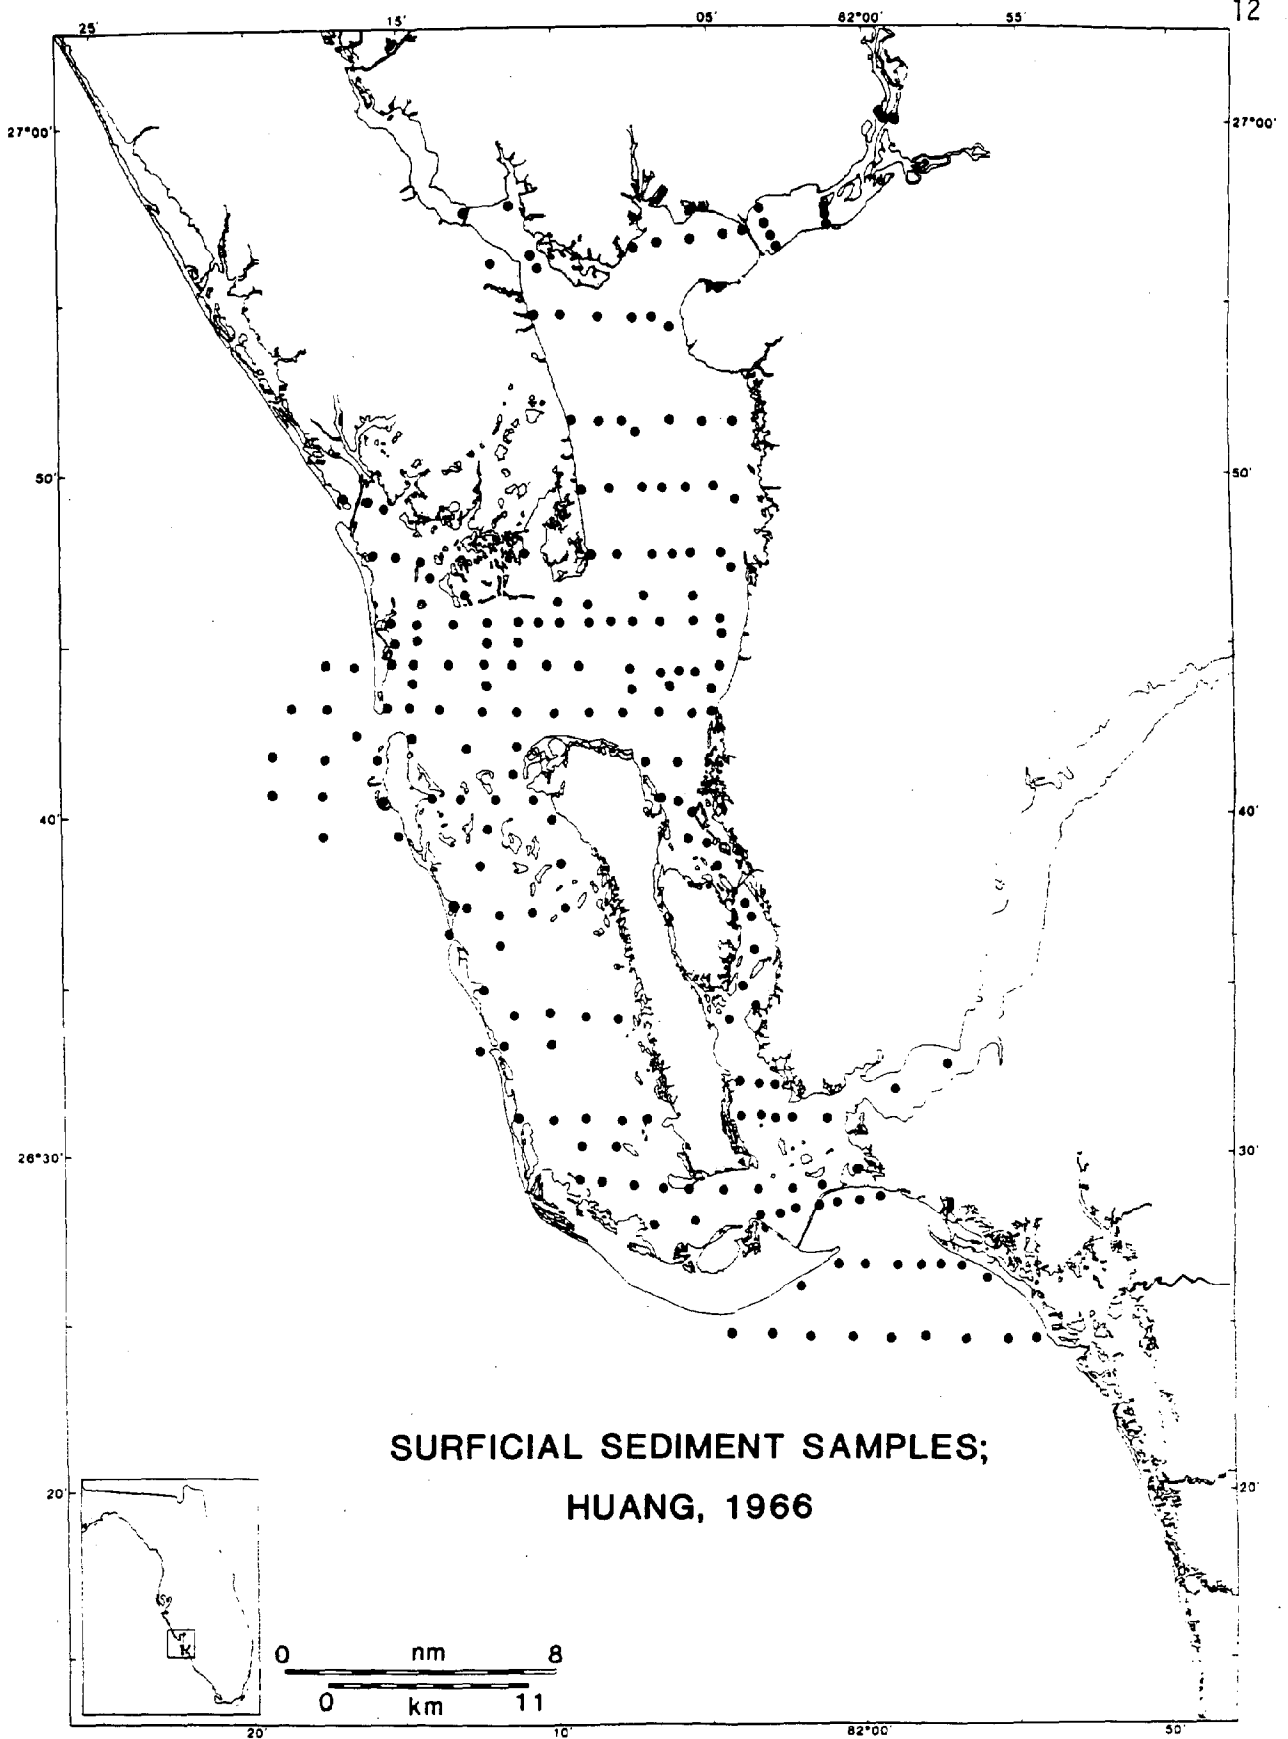 12
25' 15' 05' 82°00' 55'
27°00' 27°00'
50' 50'
40' 40'
26°30' 30'
SURFICIAL SEDIMENT SAMPLES;
HUANG, 1966
20' 20'
0 nm 8
0 km 11
20' 10' 82°00' 50'